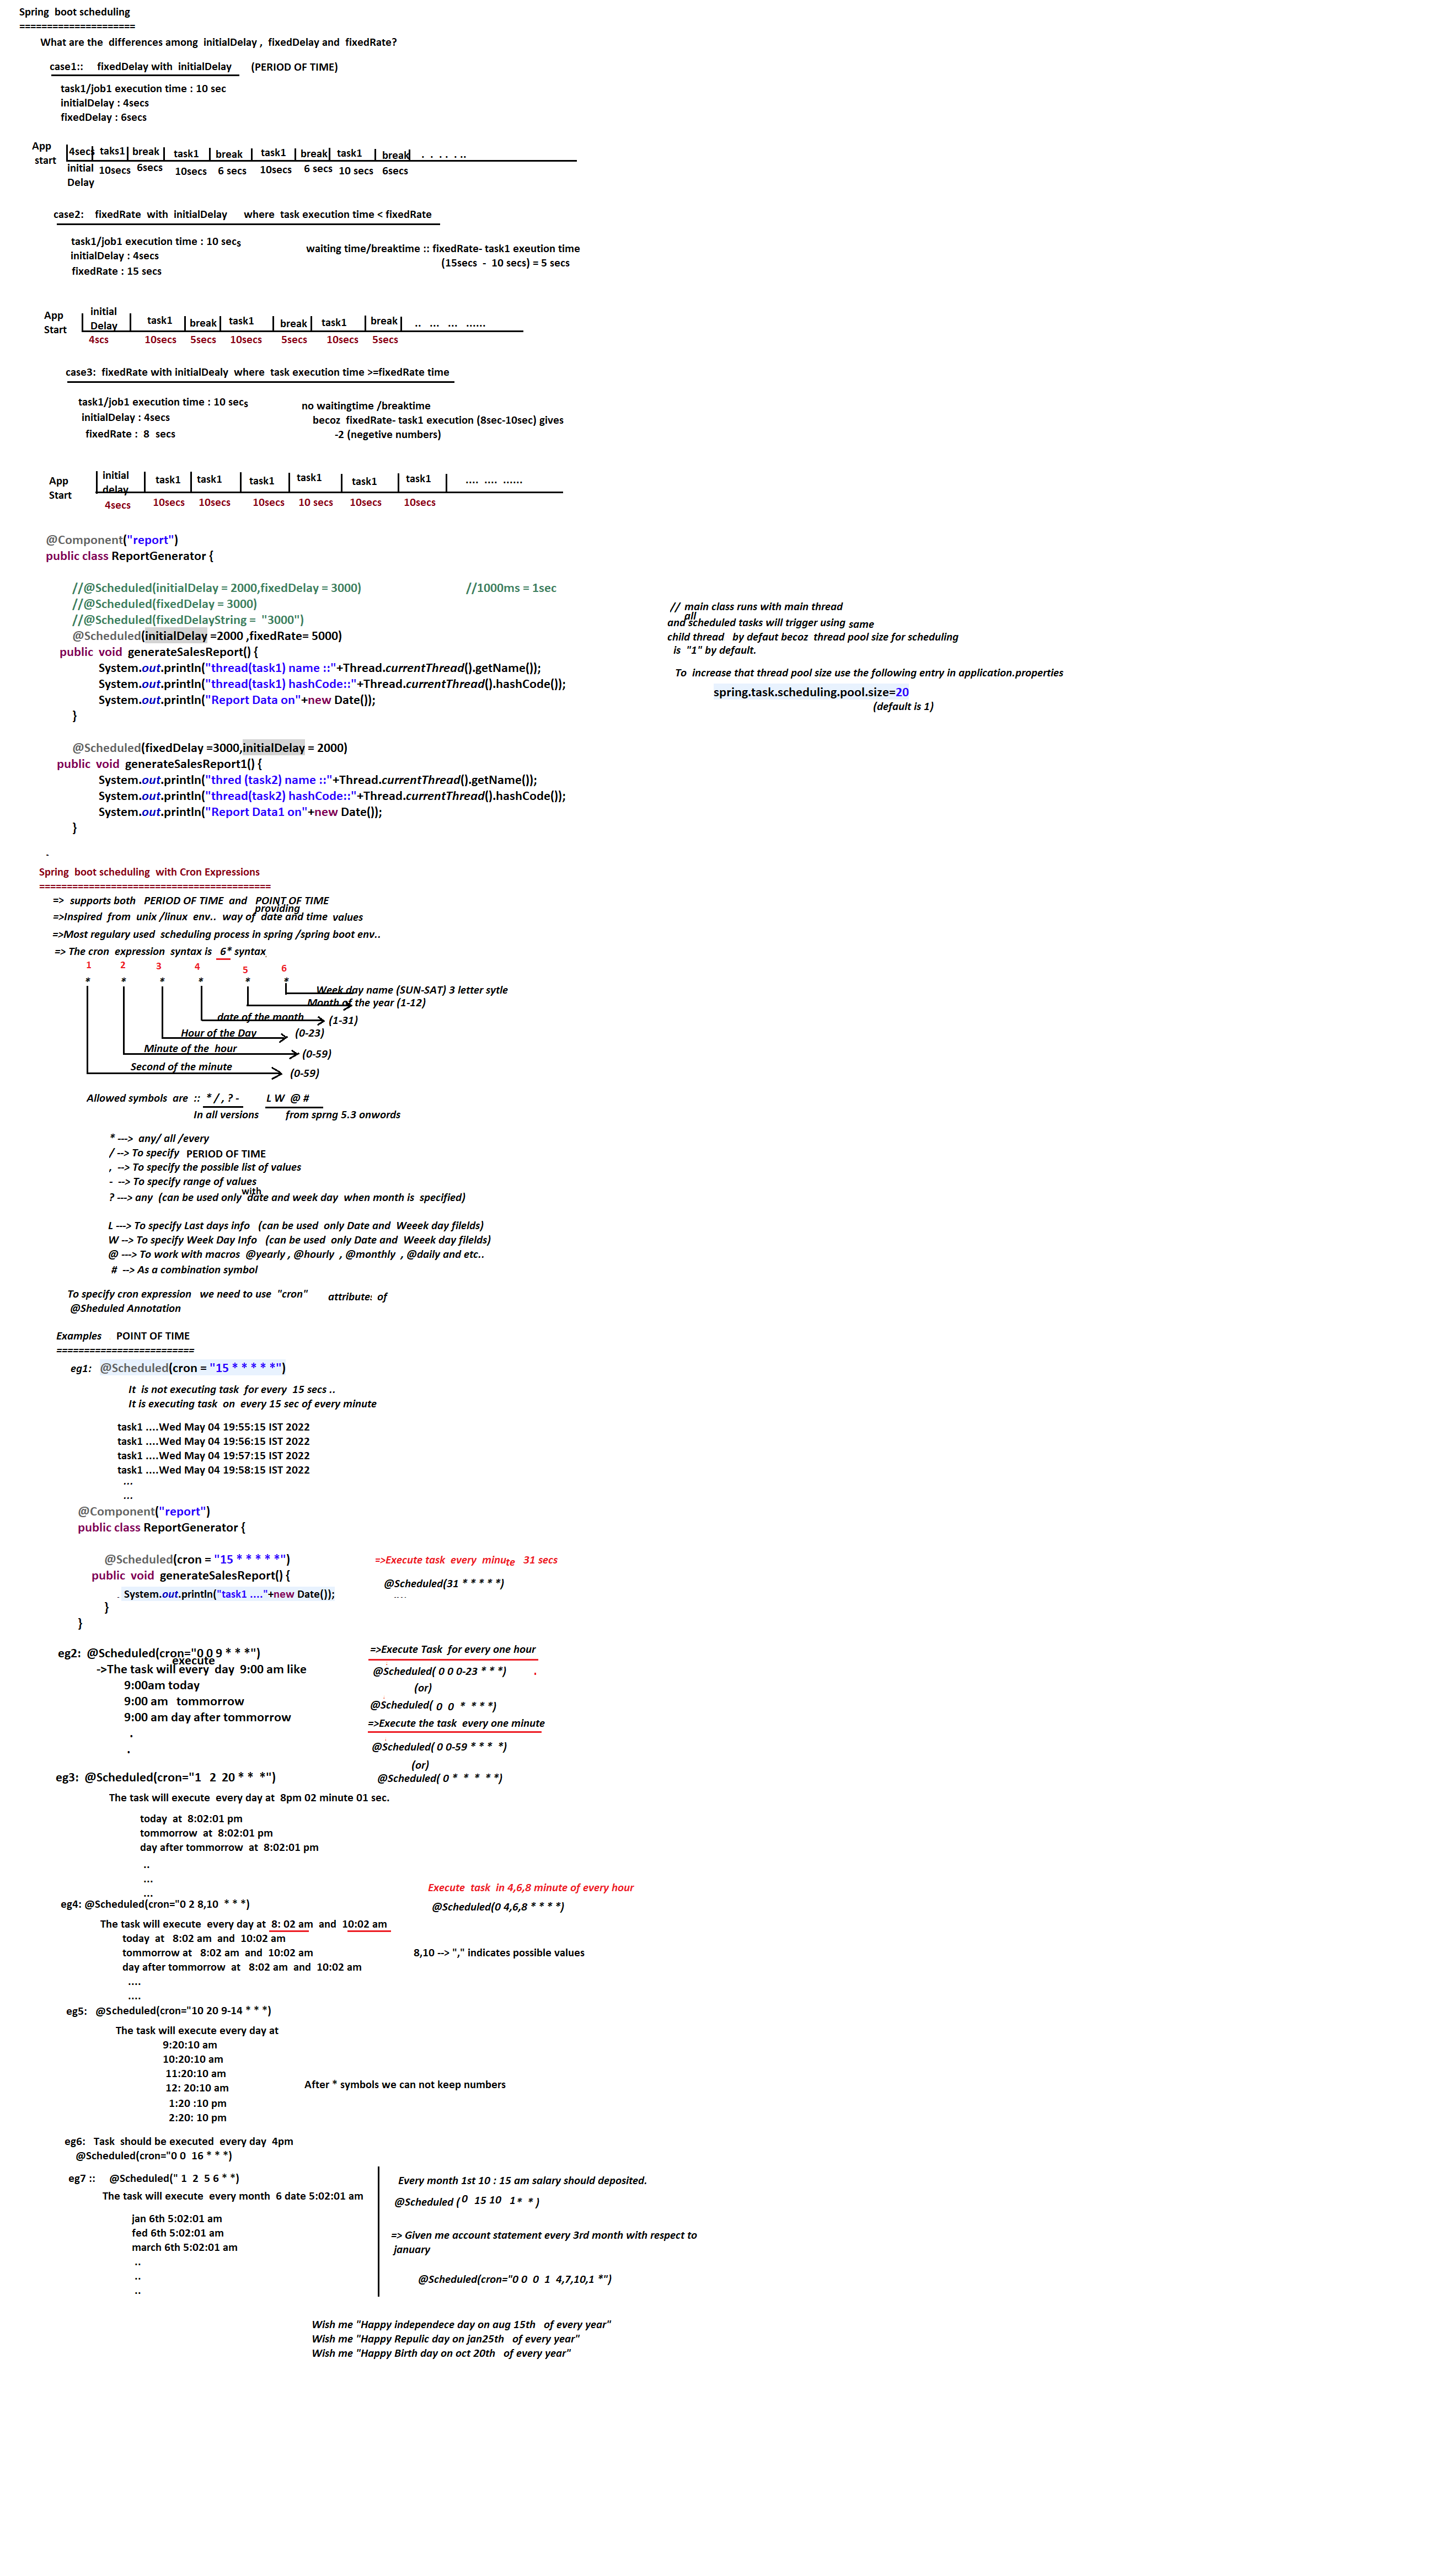 Spring boot scheduling
=====================
What are the differences among initialDelay , fixedDelay and fixedRate?
case1:: fixedDelay with initialDelay (PERIOD OF TIME)
task1/job1 execution time : 10 sec
initialDelay : 4secs
fixedDelay : 6secs
App
start
4secs taks1 break task1 break task1 break task1 break . . . . . ..
initial 10secs 6secs 10secs 6 secs 10secs 6 secs 10 secs 6secs
Delay
case2: fixedRate with initialDelay where task execution time < fixedRate
task1/job1 execution time : 10 secs
initialDelay : 4secs
fixedRate : 15 secs
waiting time/breaktime :: fixedRate- task1 exeution time
(15secs - 10 secs) = 5 secs
App
Start
initial
Delay task1 break task1 break task1 break .. ... ... ......
4scs 10secs 5secs 10secs 5secs 10secs 5secs
case3: fixedRate with initialDealy where task execution time >=fixedRate time
task1/job1 execution time : 10 secs
initialDelay : 4secs
fixedRate : 8 secs
no waitingtime /breaktime
becoz fixedRate- task1 execution (8sec-10sec) gives
-2 (negetive numbers)
App
Start
initial
delay task1 task1 task1 task1 task1 task1 .... .... ......
4secs 10secs 10secs 10secs 10 secs 10secs 10secs
@Component("report")
public class ReportGenerator {
//@Scheduled(initialDelay = 2000,fixedDelay = 3000) //1000ms = 1sec
//@Scheduled(fixedDelay = 3000)
//@Scheduled(fixedDelayString = "3000")
@Scheduled(initialDelay =2000 ,fixedRate= 5000)
public void generateSalesReport() {
System.out.println("thread(task1) name ::"+Thread.currentThread().getName());
System.out.println("thread(task1) hashCode::"+Thread.currentThread().hashCode());
System.out.println("Report Data on"+new Date());
}
// main class runs with main thread
all
and scheduled tasks will trigger using same
child thread by defaut becoz thread pool size for scheduling
is "1" by default.
To increase that thread pool size use the following entry in application.properties
spring.task.scheduling.pool.size=20
(default is 1)
@Scheduled(fixedDelay =3000,initialDelay = 2000)
public void generateSalesReport1() {
System.out.println("thred (task2) name ::"+Thread.currentThread().getName());
System.out.println("thread(task2) hashCode::"+Thread.currentThread().hashCode());
System.out.println("Report Data1 on"+new Date());
}
Spring boot scheduling with Cron Expressions
==========================================
=> supports both PERIOD OF TIME and POINT OF TIME
providing
=>Inspired from unix /linux env.. way of date and time values
=>Most regulary used scheduling process in spring /spring boot env..
=> The cron expression syntax is 6* syntax
1 2 3 4 5 6
* * * * * *
Week day name (SUN-SAT) 3 letter sytle
Month of the year (1-12)
date of the month (1-31)
Hour of the Day (0-23)
Minute of the hour (0-59)
Second of the minute (0-59)
Allowed symbols are :: * / , ? - L W @ #
In all versions from sprng 5.3 onwords
* ---> any/ all /every
/ --> To specify PERIOD OF TIME
, --> To specify the possible list of values
- --> To specify range of values
with
? ---> any (can be used only date and week day when month is specified)
L ---> To specify Last days info (can be used only Date and Weeek day filelds)
W --> To specify Week Day Info (can be used only Date and Weeek day filelds)
@ ---> To work with macros @yearly , @hourly , @monthly , @daily and etc..
# --> As a combination symbol
To specify cron expression we need to use "cron" attribute: of
@Sheduled Annotation
Examples POINT OF TIME
=========================
eg1: @Scheduled(cron = "15 * * * * *")
It is not executing task for every 15 secs ..
It is executing task on every 15 sec of every minute
task1 ....Wed May 04 19:55:15 IST 2022
task1 ....Wed May 04 19:56:15 IST 2022
task1 ....Wed May 04 19:57:15 IST 2022
task1 ....Wed May 04 19:58:15 IST 2022
...
...
@Component("report")
public class ReportGenerator {
@Scheduled(cron = "15 * * * * *")
public void generateSalesReport() {
System.out.println("task1 ...."+new Date());
}
}
=>Execute task every minute 31 secs
@Scheduled(31 * * * * *)
eg2: @Scheduled(cron="0 0 9 * * *")
execute
->The task will every day 9:00 am like
9:00am today
9:00 am tommorrow
9:00 am day after tommorrow
.
.
=>Execute Task for every one hour
@Scheduled( 0 0 0-23 * * *)
(or)
@Scheduled( 0 0 * * * *)
=>Execute the task every one minute
@Scheduled( 0 0-59 * * * *)
(or)
@Scheduled( 0 * * * * *)
eg3: @Scheduled(cron="1 2 20 * * *")
The task will execute every day at 8pm 02 minute 01 sec.
today at 8:02:01 pm
tommorrow at 8:02:01 pm
day after tommorrow at 8:02:01 pm
..
...
...
eg4: @Scheduled(cron="0 2 8,10 * * *)
Execute task in 4,6,8 minute of every hour
@Scheduled(0 4,6,8 * * * *)
The task will execute every day at 8: 02 am and 10:02 am
today at 8:02 am and 10:02 am
tommorrow at 8:02 am and 10:02 am
day after tommorrow at 8:02 am and 10:02 am
....
....
8,10 --> "," indicates possible values
eg5: @Scheduled(cron="10 20 9-14 * * *)
The task will execute every day at
9:20:10 am
10:20:10 am
11:20:10 am
12: 20:10 am
1:20 :10 pm
2:20: 10 pm
After * symbols we can not keep numbers
eg6: Task should be executed every day 4pm
@Scheduled(cron="0 0 16 * * *)
eg7 :: @Scheduled(" 1 2 5 6 * *)
The task will execute every month 6 date 5:02:01 am
jan 6th 5:02:01 am
fed 6th 5:02:01 am
march 6th 5:02:01 am
..
..
..
Every month 1st 10 : 15 am salary should deposited.
@Scheduled ( 0 15 10 1 * * )
=> Given me account statement every 3rd month with respect to
january
@Scheduled(cron="0 0 0 1 4,7,10,1 *")
Wish me "Happy independece day on aug 15th of every year"
Wish me "Happy Repulic day on jan25th of every year"
Wish me "Happy Birth day on oct 20th of every year"